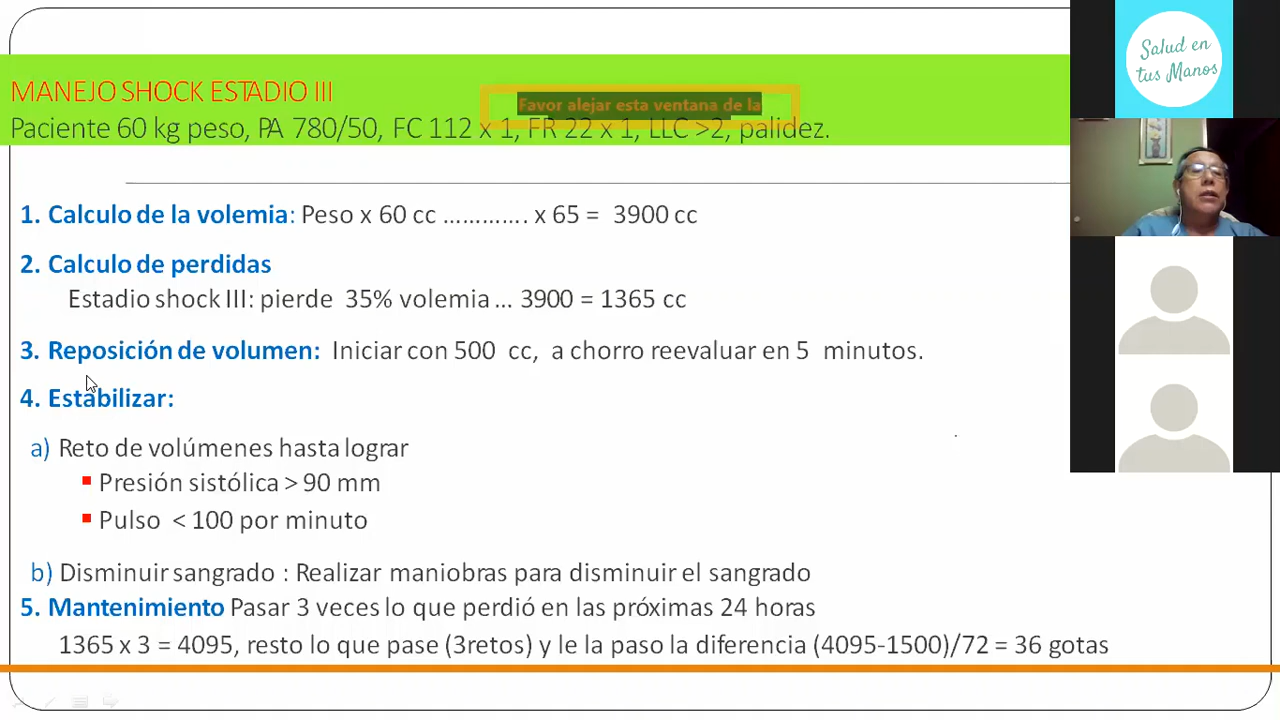 MANEJO SHOCK ESTADIO III
Favor alejar esta ventana de la
Paciente 60 kg peso, PA 780/50, FC 112 x 1, FR 22 x 1, LLC >2, palidez.
1. Calculo de la volemia: Peso x 60 cc …………. x 65 = 3900 cc
2. Calculo de perdidas
Estadio shock III: pierde 35% volemia ... 3900 = 1365 cc
3. Reposición de volumen: Iniciar con 500 cc, a chorro reevaluar en 5 minutos.
4. Estabilizar:
a) Reto de volúmenes hasta lograr
Presión sistólica > 90 mm
Pulso < 100 por minuto
b) Disminuir sangrado : Realizar maniobras para disminuir el sangrado
5. Mantenimiento Pasar 3 veces lo que perdió en las próximas 24 horas
1365 x 3 = 4095, resto lo que pase (3retos) y le la paso la diferencia (4095-1500)/72 = 36 gotas
Salud en
tus Manos